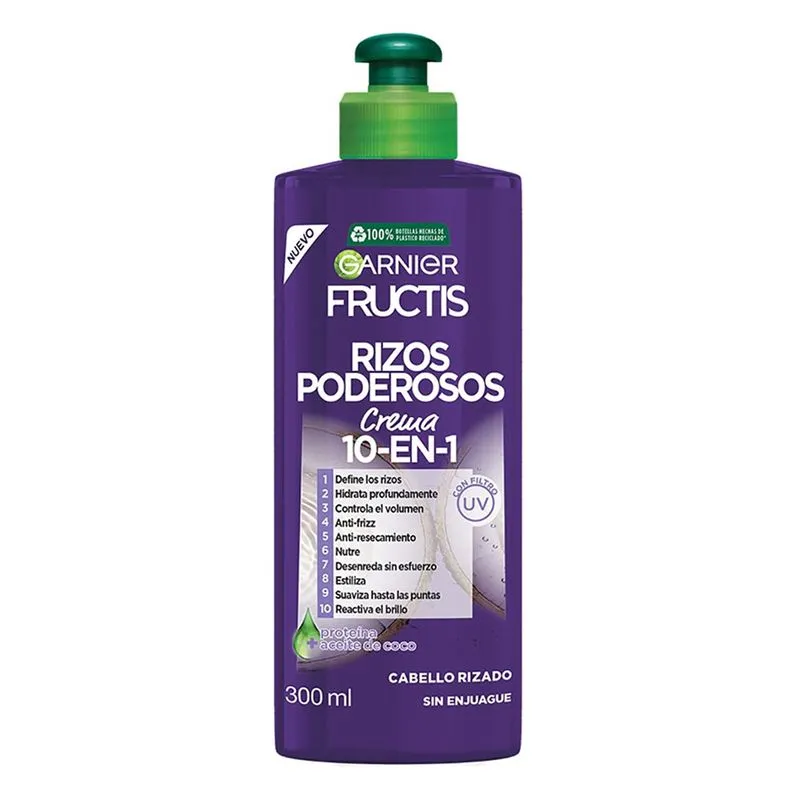 NUEVO
100% BOTELLAS HECHAS DE
PLÁSTICO RECICLADO*
GARNIER
FRUCTIS
RIZOS
PODEROSOS
Crema
10-EN-1
1 Define los rizos
2 Hidrata profundamente
3 Controla el volumen
4 Anti-frizz
5 Anti-resecamiento
6 Nutre
7 Desenreda sin esfuerzo
8 Estiliza
9 Suaviza hasta las puntas
10 Reactiva el brillo
CON FILTRO
UV
proteína
+ aceite de coco
CABELLO RIZADO
300 ml
SIN ENJUAGUE